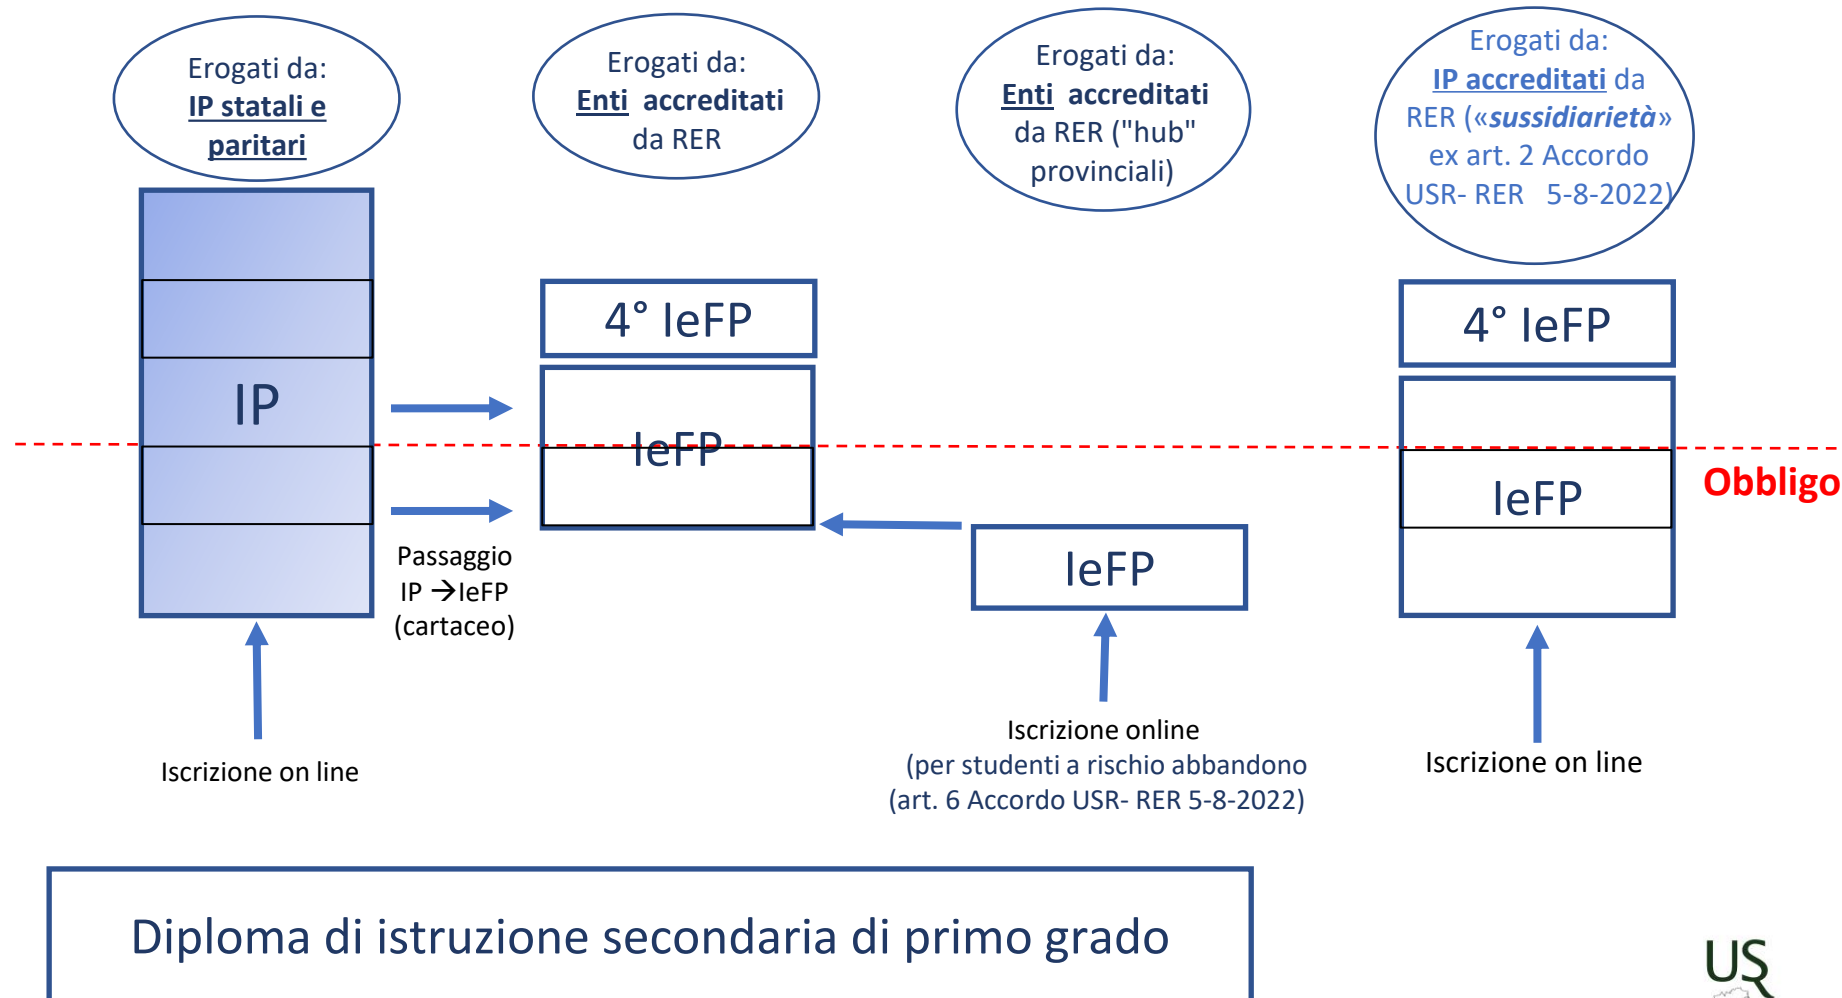 Erogati da:
IP statali e
paritari
Erogati da:
Enti accreditati
da RER
Erogati da:
Enti accreditati
da RER ("hub"
provinciali)
Erogati da:
IP accreditati da
RER («sussidiarietà»
ex art. 2 Accordo
USR- RER 5-8-2022)
4° IeFP
4° IeFP
IP
IeFP
IeFP
Obbligo
IeFP
Passaggio
IP →IeFP
(cartaceo)
Iscrizione on line
Iscrizione online
(per studenti a rischio abbandono
(art. 6 Accordo USR- RER 5-8-2022)
Iscrizione on line
Diploma di istruzione secondaria di primo grado
USR